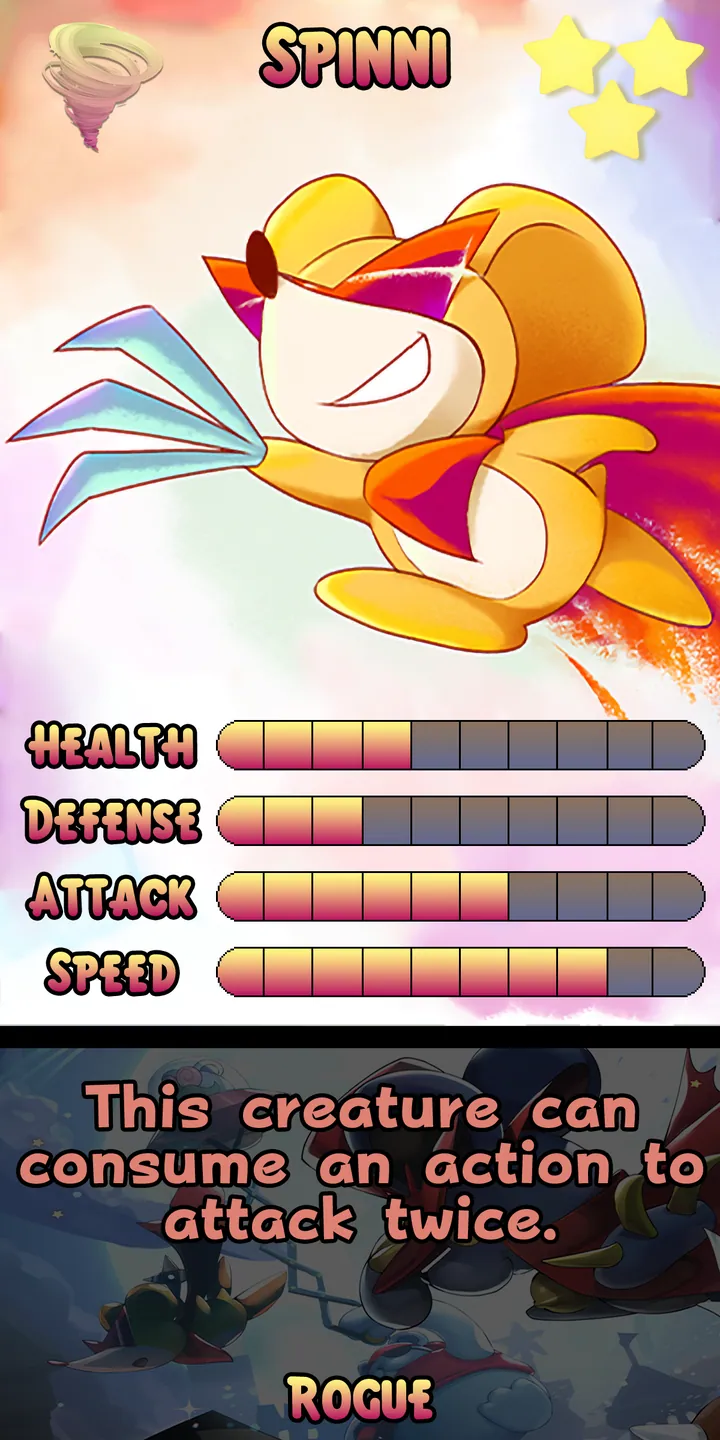 SPINNI
HEALTH
DEFENSE
ATTACK
SPEED
This creature can
consume an action to
attack twice.
ROGUE